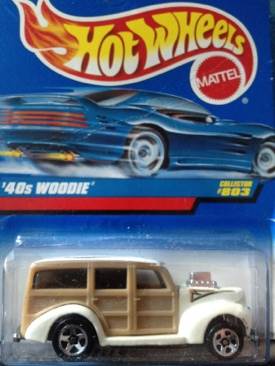 Hot Wheels
MATTEL
'40s WOODIE
COLLECTOR
#803